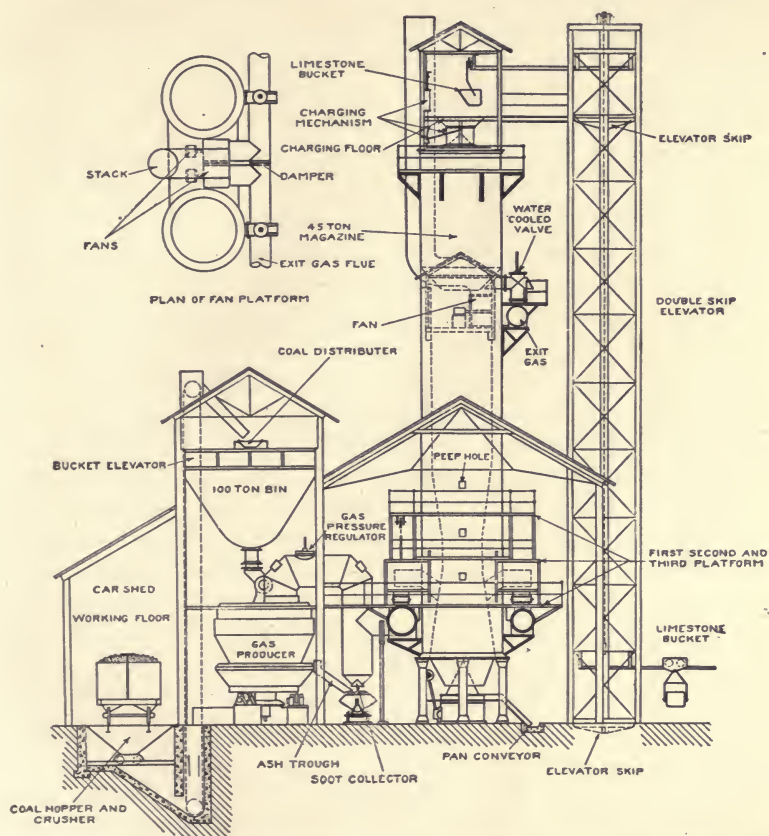 LIMESTONE
BUCKET
CHARGING
MECHANISM
CHARGING FLOOR
ELEVATOR SKIP
STACK
DAMPER
FANS
EXIT GAS FLUE
PLAN OF FAN PLATFORM
45 TON
MAGAZINE
WATER
COOLED
VALVE
FAN
EXIT
GAS
DOUBLE SKIP
ELEVATOR
COAL DISTRIBUTER
BUCKET ELEVATOR
100 TON BIN
PEEP HOLE
GAS
PRESSURE
REGULATOR
FIRST SECOND AND
THIRD PLATFORM
CAR SHED
WORKING FLOOR
GAS
PRODUCER
LIMESTONE
BUCKET
ASH TROUGH
SOOT COLLECTOR
PAN CONVEYOR
ELEVATOR SKIP
COAL HOPPER AND
CRUSHER